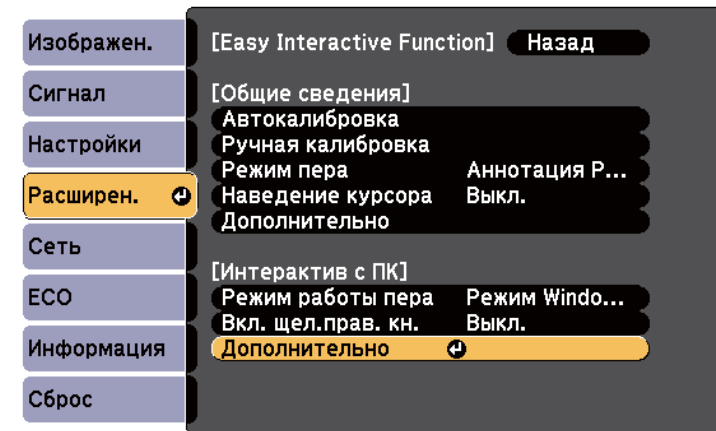 Изображен.
Сигнал
Настройки
Расширен.
Сеть
ECO
Информация
Сброс
[Easy Interactive Function] Назад
[Общие сведения]
Автокалибровка
Ручная калибровка
Режим пера Аннотация P...
Наведение курсора Выкл.
Дополнительно
[Интерактив с ПК]
Режим работы пера Режим Windo...
Вкл. щел.прав. кн. Выкл.
Дополнительно